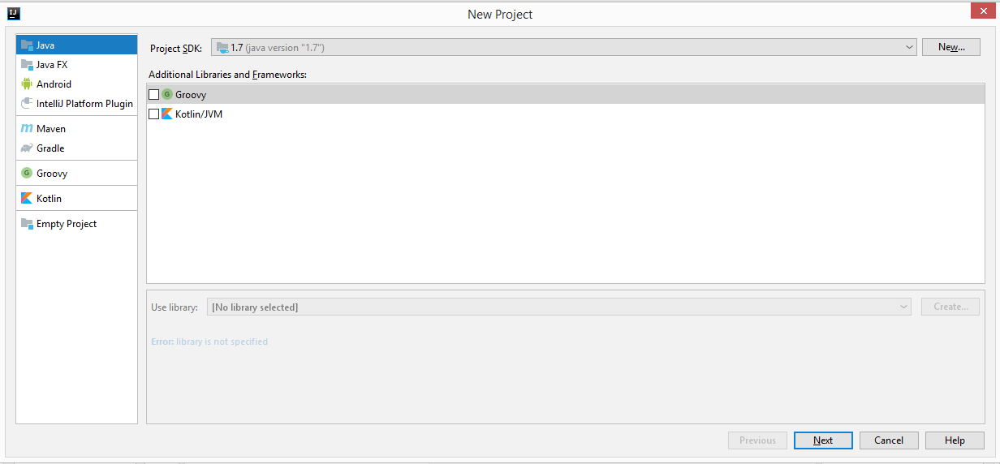 New Project
Java
Java FX
Android
IntelliJ Platform Plugin
Maven
Gradle
Groovy
Kotlin
Empty Project
Project SDK: 1.7 (java version "1.7") New...
Additional Libraries and Frameworks:
Groovy
Kotlin/JVM
Use library: [No library selected] Create...
Error: library is not specified
Previous Next Cancel Help